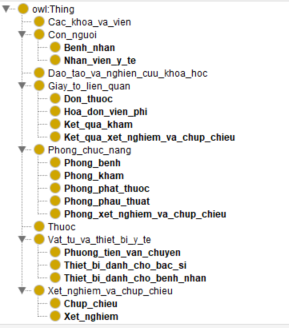 owl:Thing
Cac_khoa_va_vien
Con_nguoi
Benh_nhan
Nhan_vien_y_te
Dao_tao_va_nghien_cuu_khoa_hoc
Giay_to_lien_quan
Don_thuoc
Hoa_don_vien_phi
Ket_qua_kham
Ket_qua_xet_nghiem_va_chup_chieu
Phong_chuc_nang
Phong_benh
Phong_kham
Phong_phat_thuoc
Phong_phau_thuat
Phong_xet_nghiem_va_chup_chieu
Thuoc
Vat_tu_va_thiet_bi_y_te
Phuong_tien_van_chuyen
Thiet_bi_danh_cho_bac_si
Thiet_bi_danh_cho_benh_nhan
Xet_nghiem_va_chup_chieu
Chup_chieu
Xet_nghiem